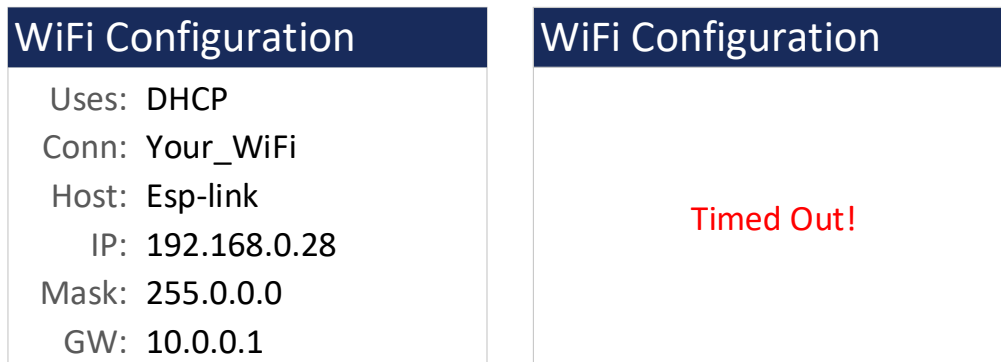 WiFi Configuration
Uses: DHCP
Conn: Your_WiFi
Host: Esp-link
IP: 192.168.0.28
Mask: 255.0.0.0
GW: 10.0.0.1
WiFi Configuration
Timed Out!